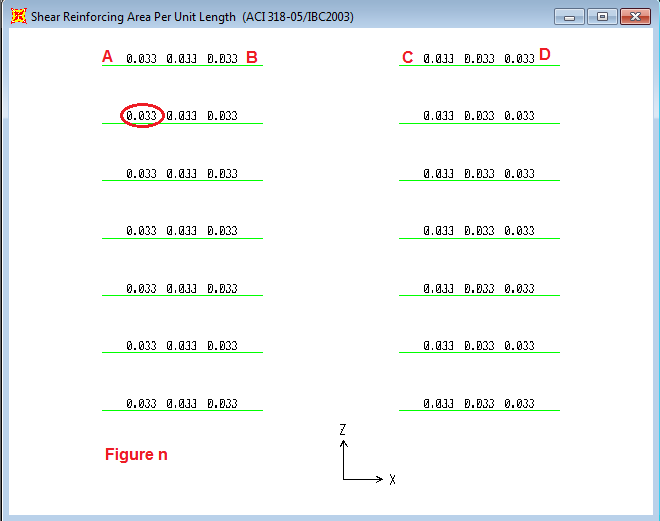 Shear Reinforcing Area Per Unit Length (ACI 318-05/IBC2003)
A 0.033 0.033 0.033 B C 0.033 0.033 0.033 D
0.033 0.033 0.033 0.033 0.033 0.033
0.033 0.033 0.033 0.033 0.033 0.033
0.033 0.033 0.033 0.033 0.033 0.033
0.033 0.033 0.033 0.033 0.033 0.033
0.033 0.033 0.033 0.033 0.033 0.033
0.033 0.033 0.033 0.033 0.033 0.033
Z
Figure n
X